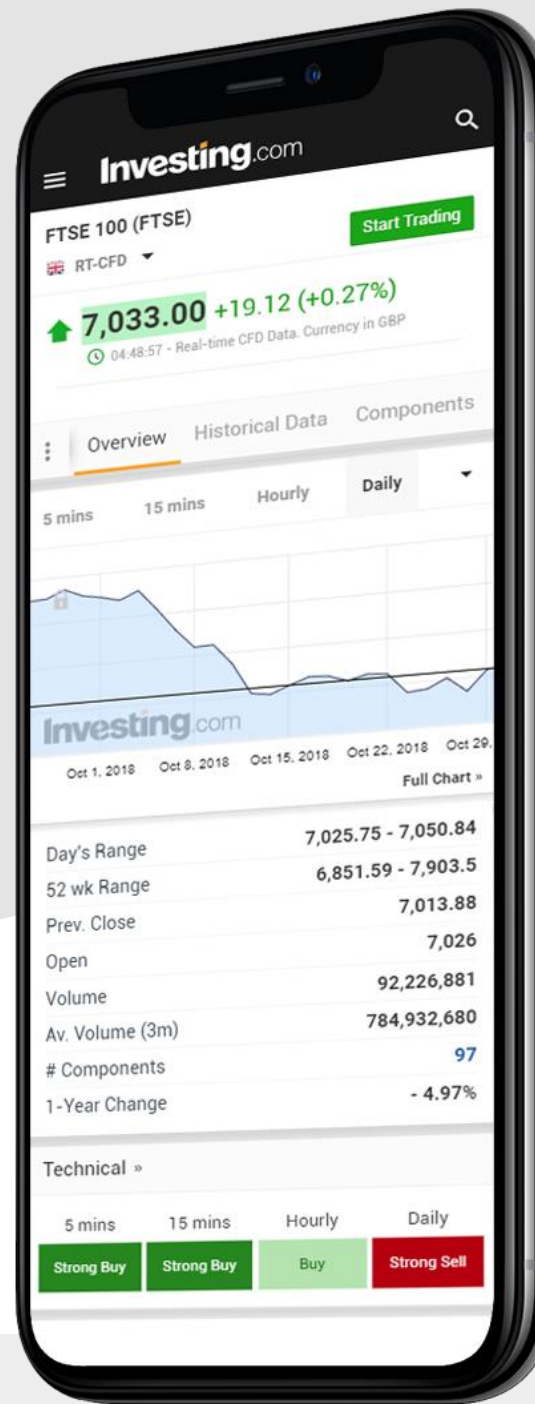 Investing.com
FTSE 100 (FTSE)
Start Trading
RT-CFD
7,033.00 +19.12 (+0.27%)
04:48:57 - Real-time CFD Data. Currency in GBP
Overview Historical Data Components
5 mins 15 mins Hourly Daily
Investing.com
Oct 1, 2018 Oct 8, 2018 Oct 15, 2018 Oct 22, 2018 Oct 29,
Full Chart »
Day's Range 7,025.75 - 7,050.84
52 wk Range 6,851.59 - 7,903.5
Prev. Close 7,013.88
Open 7,026
Volume 92,226,881
Av. Volume (3m) 784,932,680
# Components 97
1-Year Change - 4.97%
Technical »
5 mins 15 mins Hourly Daily
Strong Buy Strong Buy Buy Strong Sell